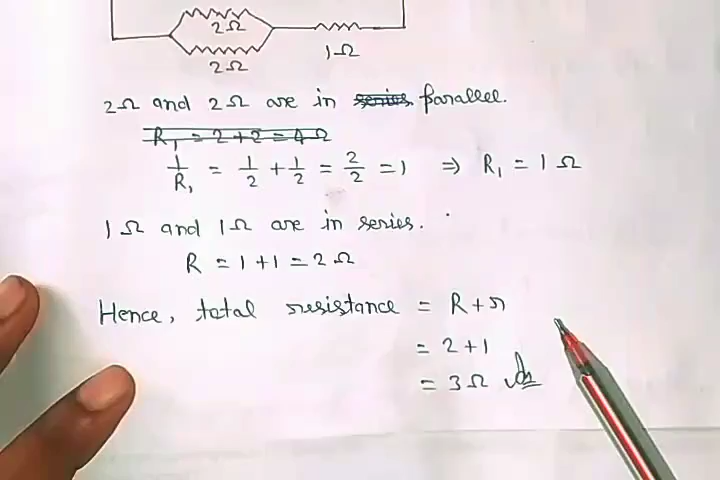 2Ω
1Ω
2Ω
2Ω and 2Ω are in series parallel.
R₁ = 2+2 = 4Ω
1/R₁ = 1/2 + 1/2 = 2/2 = 1 ⇒ R₁ = 1Ω
1Ω and 1Ω are in series.
R = 1+1 = 2Ω
Hence, total resistance = R+r
= 2+1
= 3Ω